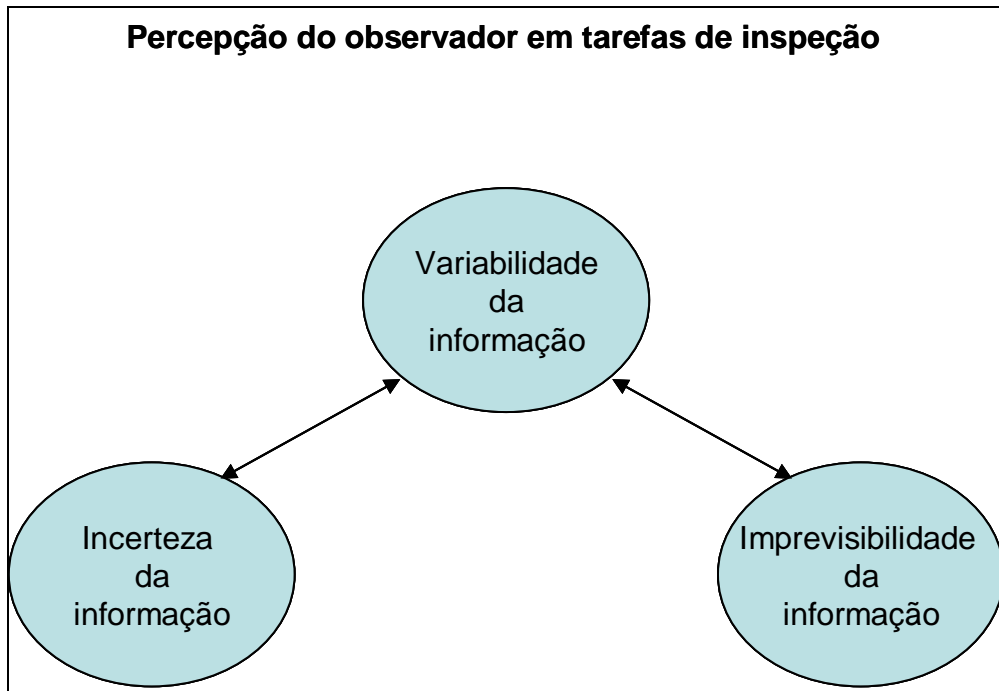 Percepção do observador em tarefas de inspeção
Variabilidade
da
informação
Incerteza
da
informação
Imprevisibilidade
da
informação